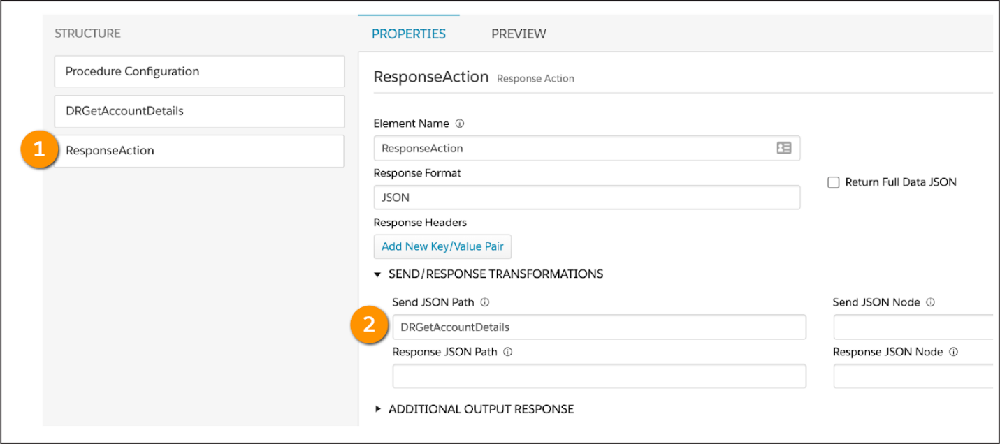 STRUCTURE
Procedure Configuration
DRGetAccountDetails
1
ResponseAction
PROPERTIES PREVIEW
ResponseAction Response Action
Element Name
ResponseAction
Response Format
JSON
Return Full Data JSON
Response Headers
Add New Key/Value Pair
SEND/RESPONSE TRANSFORMATIONS
Send JSON Path Send JSON Node
2
DRGetAccountDetails
Response JSON Path Response JSON Node
ADDITIONAL OUTPUT RESPONSE